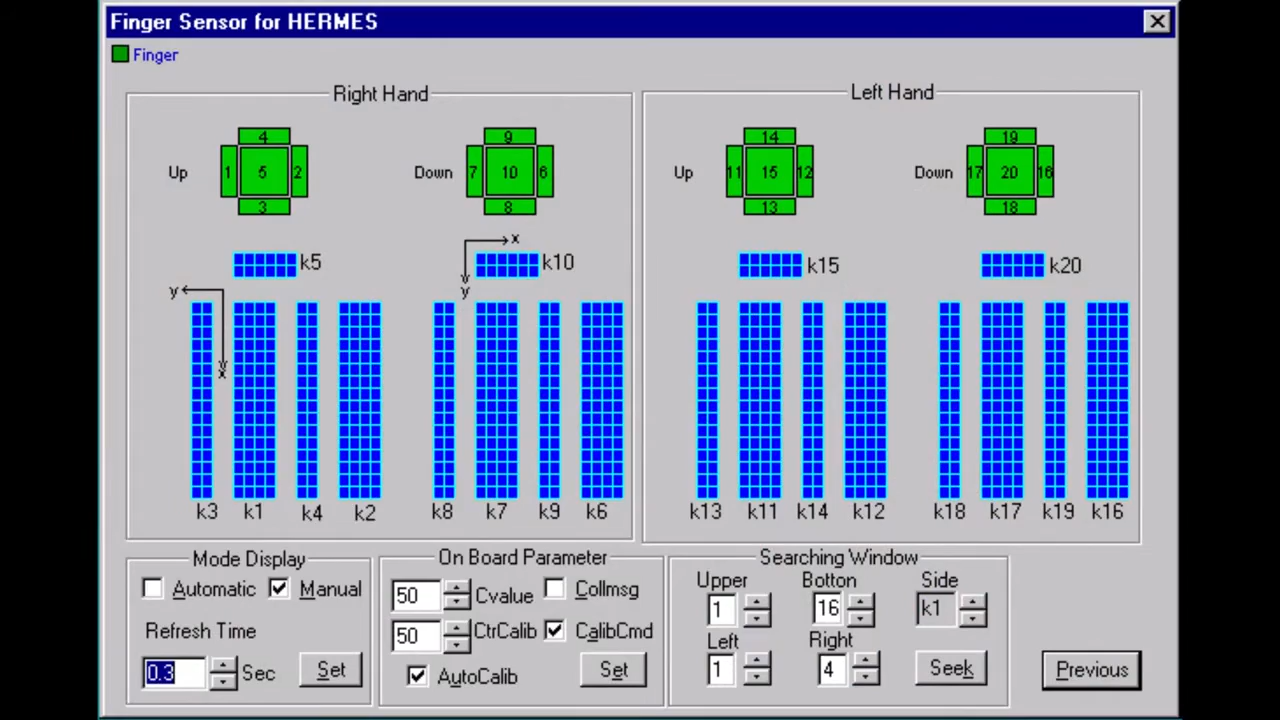 Finger Sensor for HERMES
Finger
Right Hand
Left Hand
4
9
14
19
Up 1 5 2
Down 7 10 6
Up 11 15 12
Down 17 20 16
3
8
13
18
x
k5
k10
k15
k20
y
y
x
k3 k1 k4 k2
k8 k7 k9 k6
k13 k11 k14 k12
k18 k17 k19 k16
Mode Display
Automatic Manual
Refresh Time
0.3 Sec Set
On Board Parameter
50 Cvalue Collmsg
50 CtrCalib CalibCmd
AutoCalib Set
Searching Window
Upper Botton Side
1 16 k1
Left Right
1 4 Seek
Previous